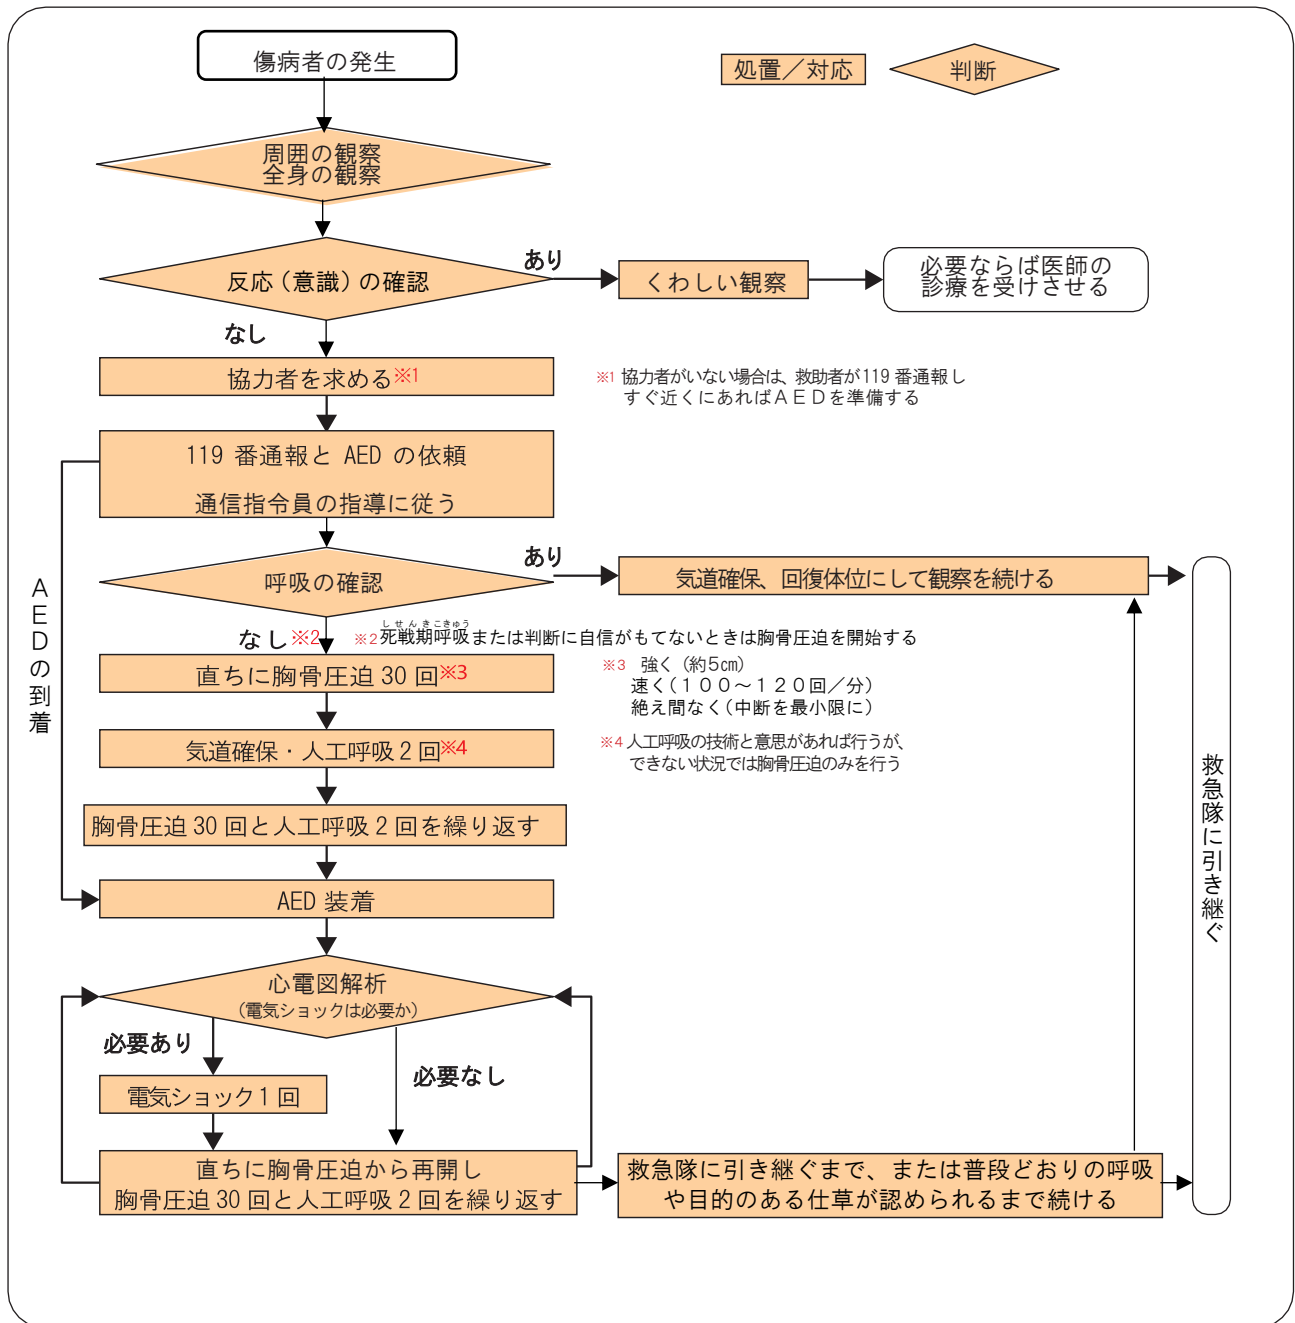 傷病者の発生
処置／対応
判断
周囲の観察
全身の観察
反応（意識）の確認
あり
くわしい観察
必要ならば医師の
診療を受けさせる
なし
協力者を求める※1
※1 協力者がいない場合は、救助者が119番通報し
すぐ近くにあればＡＥＤを準備する
119 番通報と AED の依頼
通信指令員の指導に従う
呼吸の確認
あり
気道確保、回復体位にして観察を続ける
ＡＥＤの到着
なし※2
しせんきこきゅう
※2死戦期呼吸または判断に自信がもてないときは胸骨圧迫を開始する
直ちに胸骨圧迫 30 回※3
※3 強く（約5㎝）
速く（１００～１２０回／分）
絶え間なく（中断を最小限に）
気道確保・人工呼吸 2 回※4
※4 人工呼吸の技術と意思があれば行うが、
できない状況では胸骨圧迫のみを行う
胸骨圧迫 30 回と人工呼吸 2 回を繰り返す
AED 装着
心電図解析
（電気ショックは必要か）
必要あり
必要なし
電気ショック 1 回
直ちに胸骨圧迫から再開し
胸骨圧迫 30 回と人工呼吸 2 回を繰り返す
救急隊に引き継ぐまで、または普段どおりの呼吸
や目的のある仕草が認められるまで続ける
救急隊に引き継ぐ